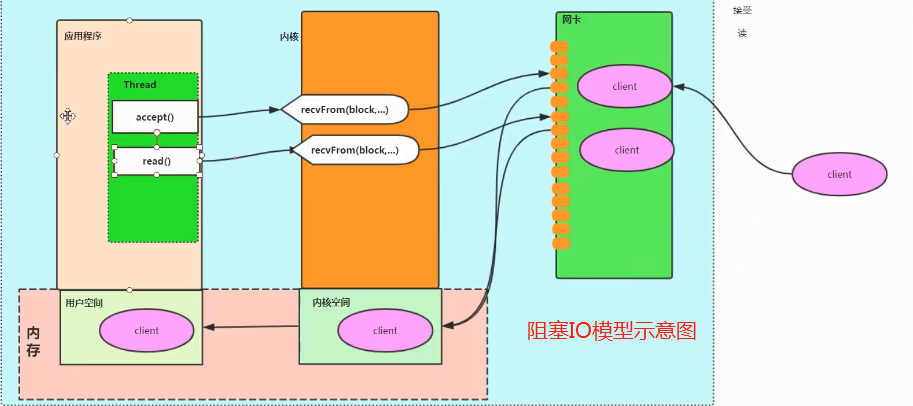 应用程序
Thread
accept()
read()
内核
recvFrom(block,...)
recvFrom(block,...)
网卡
client
client
接受
读
client
内存
用户空间
client
内核空间
client
阻塞IO模型示意图